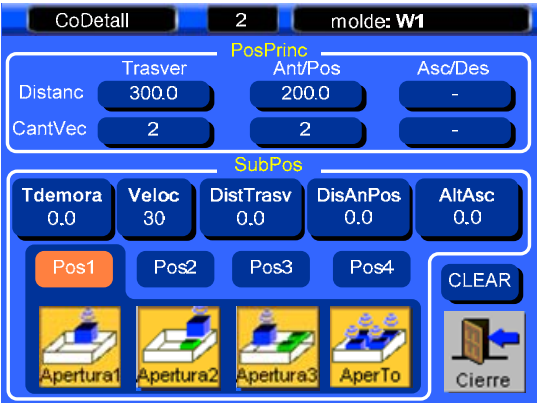 CoDetall 2 molde: W1
PosPrinc
Trasver Ant/Pos Asc/Des
Distanc 300.0 200.0 -
CantVec 2 2 -
SubPos
Tdemora Veloc DistTrasv DisAnPos AltAsc
0.0 30 0.0 0.0 0.0
Pos1 Pos2 Pos3 Pos4
CLEAR
Apertura1 Apertura2 Apertura3 AperTo
Cierre